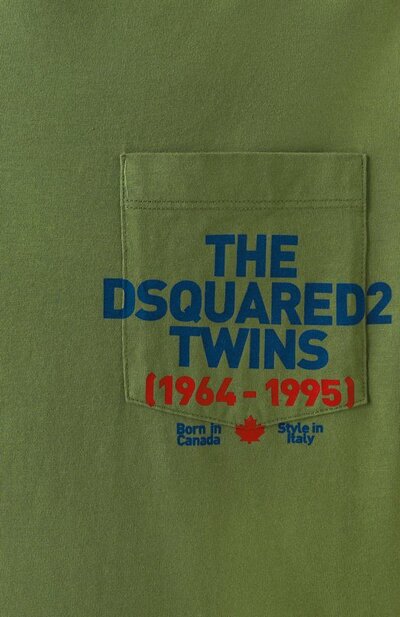 THE
DSQUARED2
TWINS
(1964 - 1995)
Born in Style in
Canada Italy